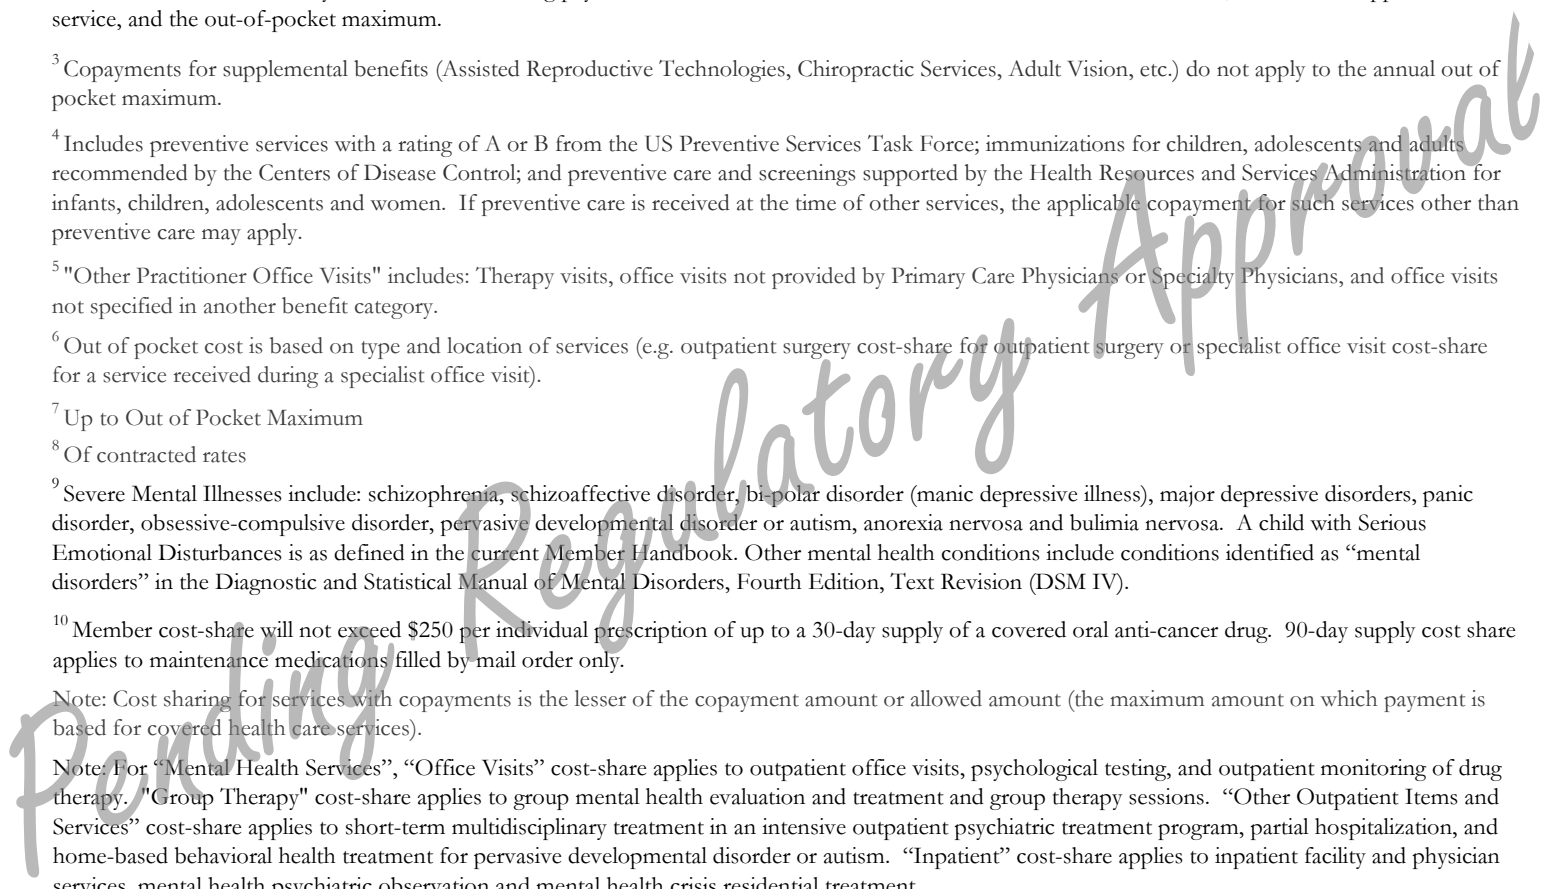 service, and the out-of-pocket maximum.
3 Copayments for supplemental benefits (Assisted Reproductive Technologies, Chiropractic Services, Adult Vision, etc.) do not apply to the annual out of
pocket maximum.
4 Includes preventive services with a rating of A or B from the US Preventive Services Task Force; immunizations for children, adolescents and adults
recommended by the Centers of Disease Control; and preventive care and screenings supported by the Health Resources and Services Administration for
infants, children, adolescents and women.  If preventive care is received at the time of other services, the applicable copayment for such services other than
preventive care may apply.
5 "Other Practitioner Office Visits" includes: Therapy visits, office visits not provided by Primary Care Physicians or Specialty Physicians, and office visits
not specified in another benefit category.
6 Out of pocket cost is based on type and location of services (e.g. outpatient surgery cost-share for outpatient surgery or specialist office visit cost-share
for a service received during a specialist office visit).
7 Up to Out of Pocket Maximum
8 Of contracted rates
9 Severe Mental Illnesses include: schizophrenia, schizoaffective disorder, bi-polar disorder (manic depressive illness), major depressive disorders, panic
disorder, obsessive-compulsive disorder, pervasive developmental disorder or autism, anorexia nervosa and bulimia nervosa.  A child with Serious
Emotional Disturbances is as defined in the current Member Handbook. Other mental health conditions include conditions identified as “mental
disorders” in the Diagnostic and Statistical Manual of Mental Disorders, Fourth Edition, Text Revision (DSM IV).
10 Member cost-share will not exceed $250 per individual prescription of up to a 30-day supply of a covered oral anti-cancer drug.  90-day supply cost share
applies to maintenance medications filled by mail order only.
Note: Cost sharing for services with copayments is the lesser of the copayment amount or allowed amount (the maximum amount on which payment is
based for covered health care services).
Note: For “Mental Health Services”, “Office Visits” cost-share applies to outpatient office visits, psychological testing, and outpatient monitoring of drug
therapy.  "Group Therapy" cost-share applies to group mental health evaluation and treatment and group therapy sessions.  “Other Outpatient Items and
Services” cost-share applies to short-term multidisciplinary treatment in an intensive outpatient psychiatric treatment program, partial hospitalization, and
home-based behavioral health treatment for pervasive developmental disorder or autism.  “Inpatient” cost-share applies to inpatient facility and physician
services, mental health psychiatric observation and mental health crisis residential treatment.
Pending Regulatory Approval